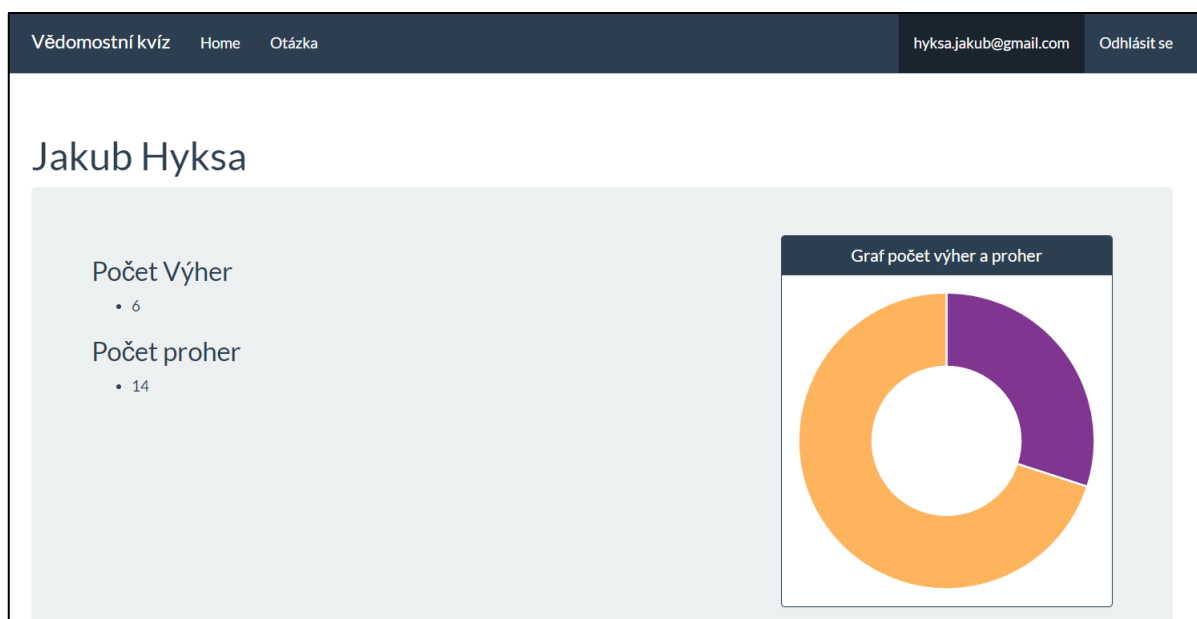 Vědomostní kvíz Home Otázka hyksa.jakub@gmail.com Odhlásit se
Jakub Hyksa
Počet Výher
• 6
Počet proher
• 14
Graf počet výher a proher